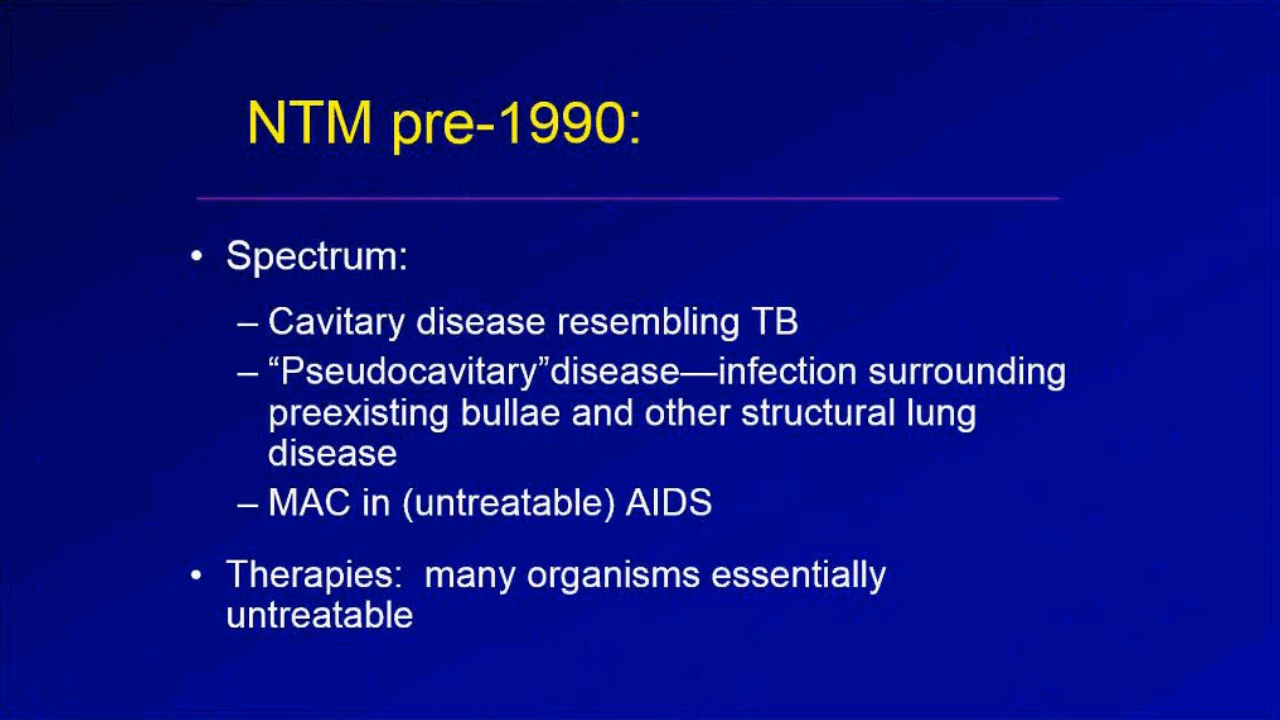 NTM pre-1990:
• Spectrum:
– Cavitary disease resembling TB
– “Pseudocavitary”disease—infection surrounding
preexisting bullae and other structural lung
disease
– MAC in (untreatable) AIDS
• Therapies:  many organisms essentially
untreatable